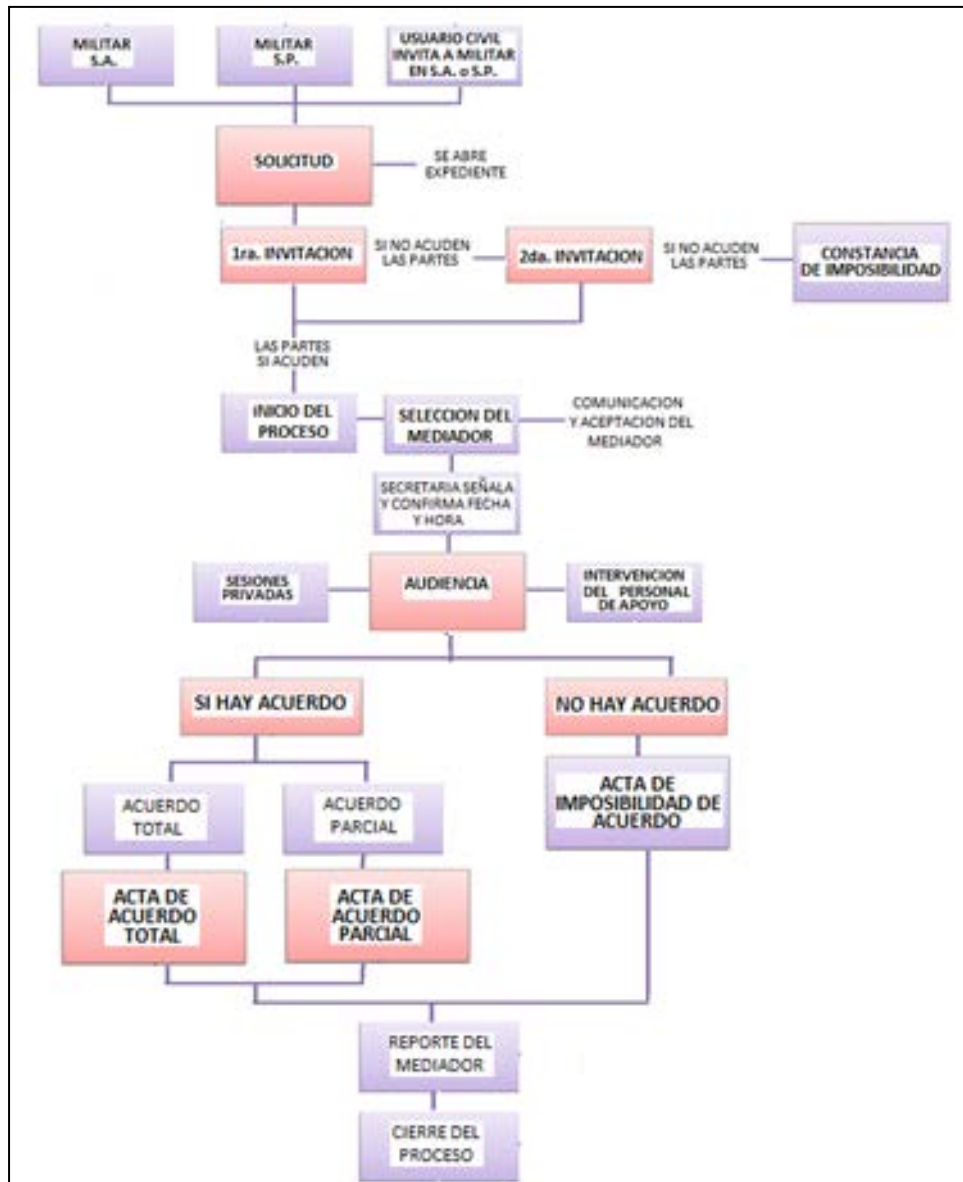 MILITAR
S.A.
MILITAR
S.P.
USUARIO CIVIL
INVITA A MILITAR
EN S.A. o S.P.
SOLICITUD
SE ABRE
EXPEDIENTE
1ra. INVITACION
SI NO ACUDEN
LAS PARTES
2da. INVITACION
SI NO ACUDEN
LAS PARTES
CONSTANCIA
DE IMPOSIBILIDAD
LAS PARTES
SI ACUDEN
INICIO DEL
PROCESO
SELECCION DEL
MEDIADOR
COMUNICACION
Y ACEPTACION DEL
MEDIADOR
SECRETARIA SEÑALA
Y CONFIRMA FECHA
Y HORA
SESIONES
PRIVADAS
AUDIENCIA
INTERVENCION
DEL PERSONAL
DE APOYO
SI HAY ACUERDO
NO HAY ACUERDO
ACUERDO
TOTAL
ACUERDO
PARCIAL
ACTA DE
IMPOSIBILIDAD DE
ACUERDO
ACTA DE
ACUERDO
TOTAL
ACTA DE
ACUERDO
PARCIAL
REPORTE DEL
MEDIADOR
CIERRE DEL
PROCESO